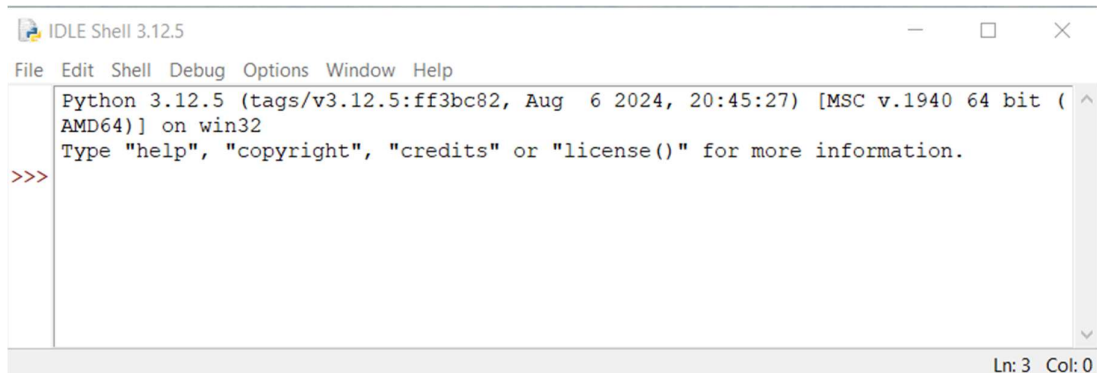 IDLE Shell 3.12.5
File Edit Shell Debug Options Window Help
Python 3.12.5 (tags/v3.12.5:ff3bc82, Aug  6 2024, 20:45:27) [MSC v.1940 64 bit (
AMD64)] on win32
Type "help", "copyright", "credits" or "license()" for more information.
>>>
Ln: 3 Col: 0